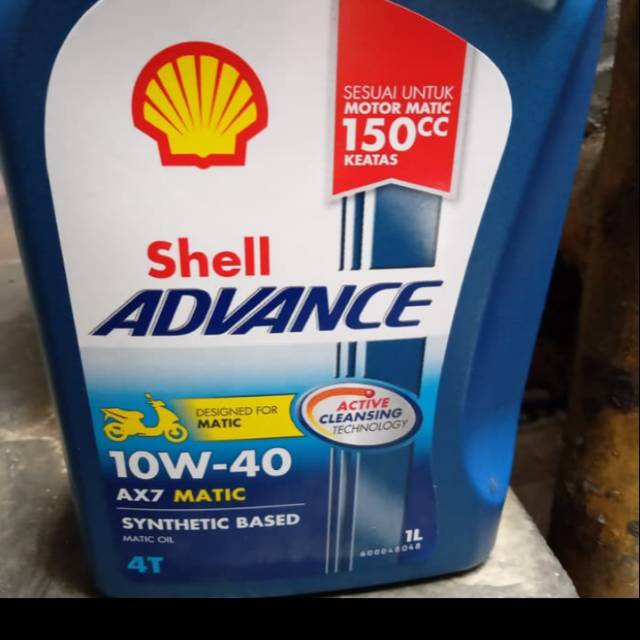 SESUAI UNTUK
MOTOR MATIC
150CC
KEATAS
Shell
ADVANCE
DESIGNED FOR
MATIC
ACTIVE
CLEANSING
TECHNOLOGY
10W-40
AX7 MATIC
SYNTHETIC BASED
MATIC OIL
4T
1L
600048048